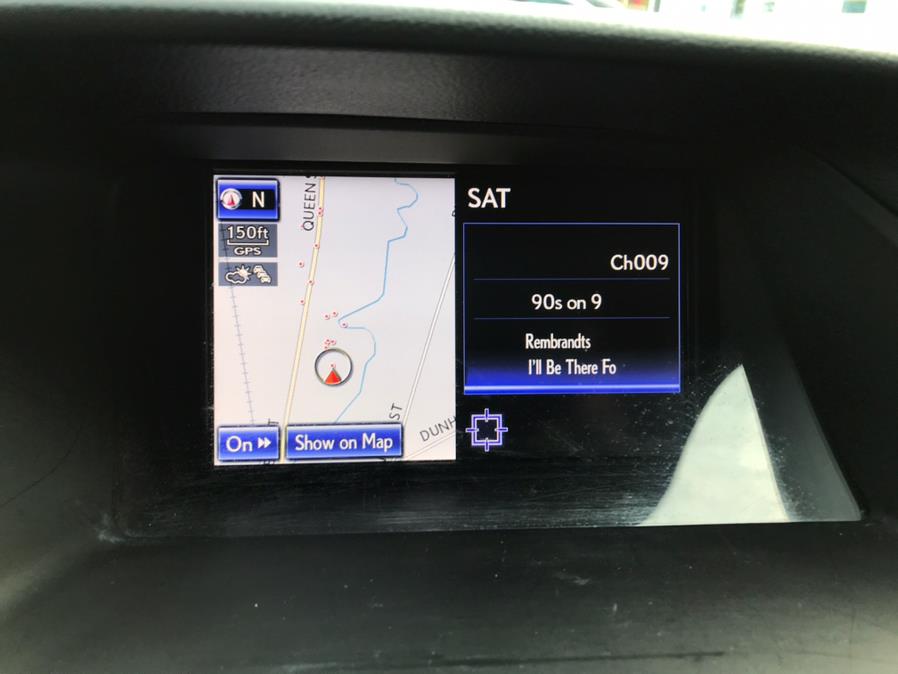 N
150ft
GPS
QUEEN S
On
Show on Map
ST
DUNH
SAT
Ch009
90s on 9
Rembrandts
I'll Be There Fo